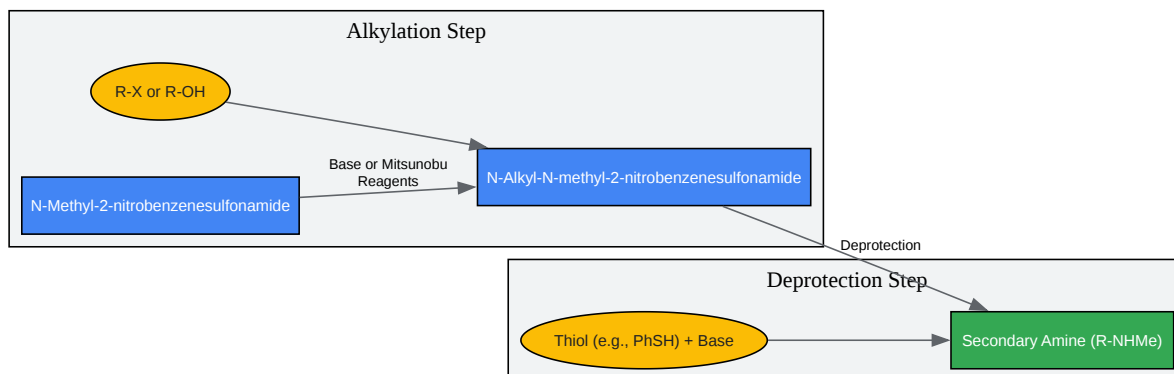 Alkylation Step
R-X or R-OH
Base or Mitsunobu
Reagents
N-Methyl-2-nitrobenzenesulfonamide
N-Alkyl-N-methyl-2-nitrobenzenesulfonamide
Deprotection
Deprotection Step
Thiol (e.g., PhSH) + Base
Secondary Amine (R-NHMe)